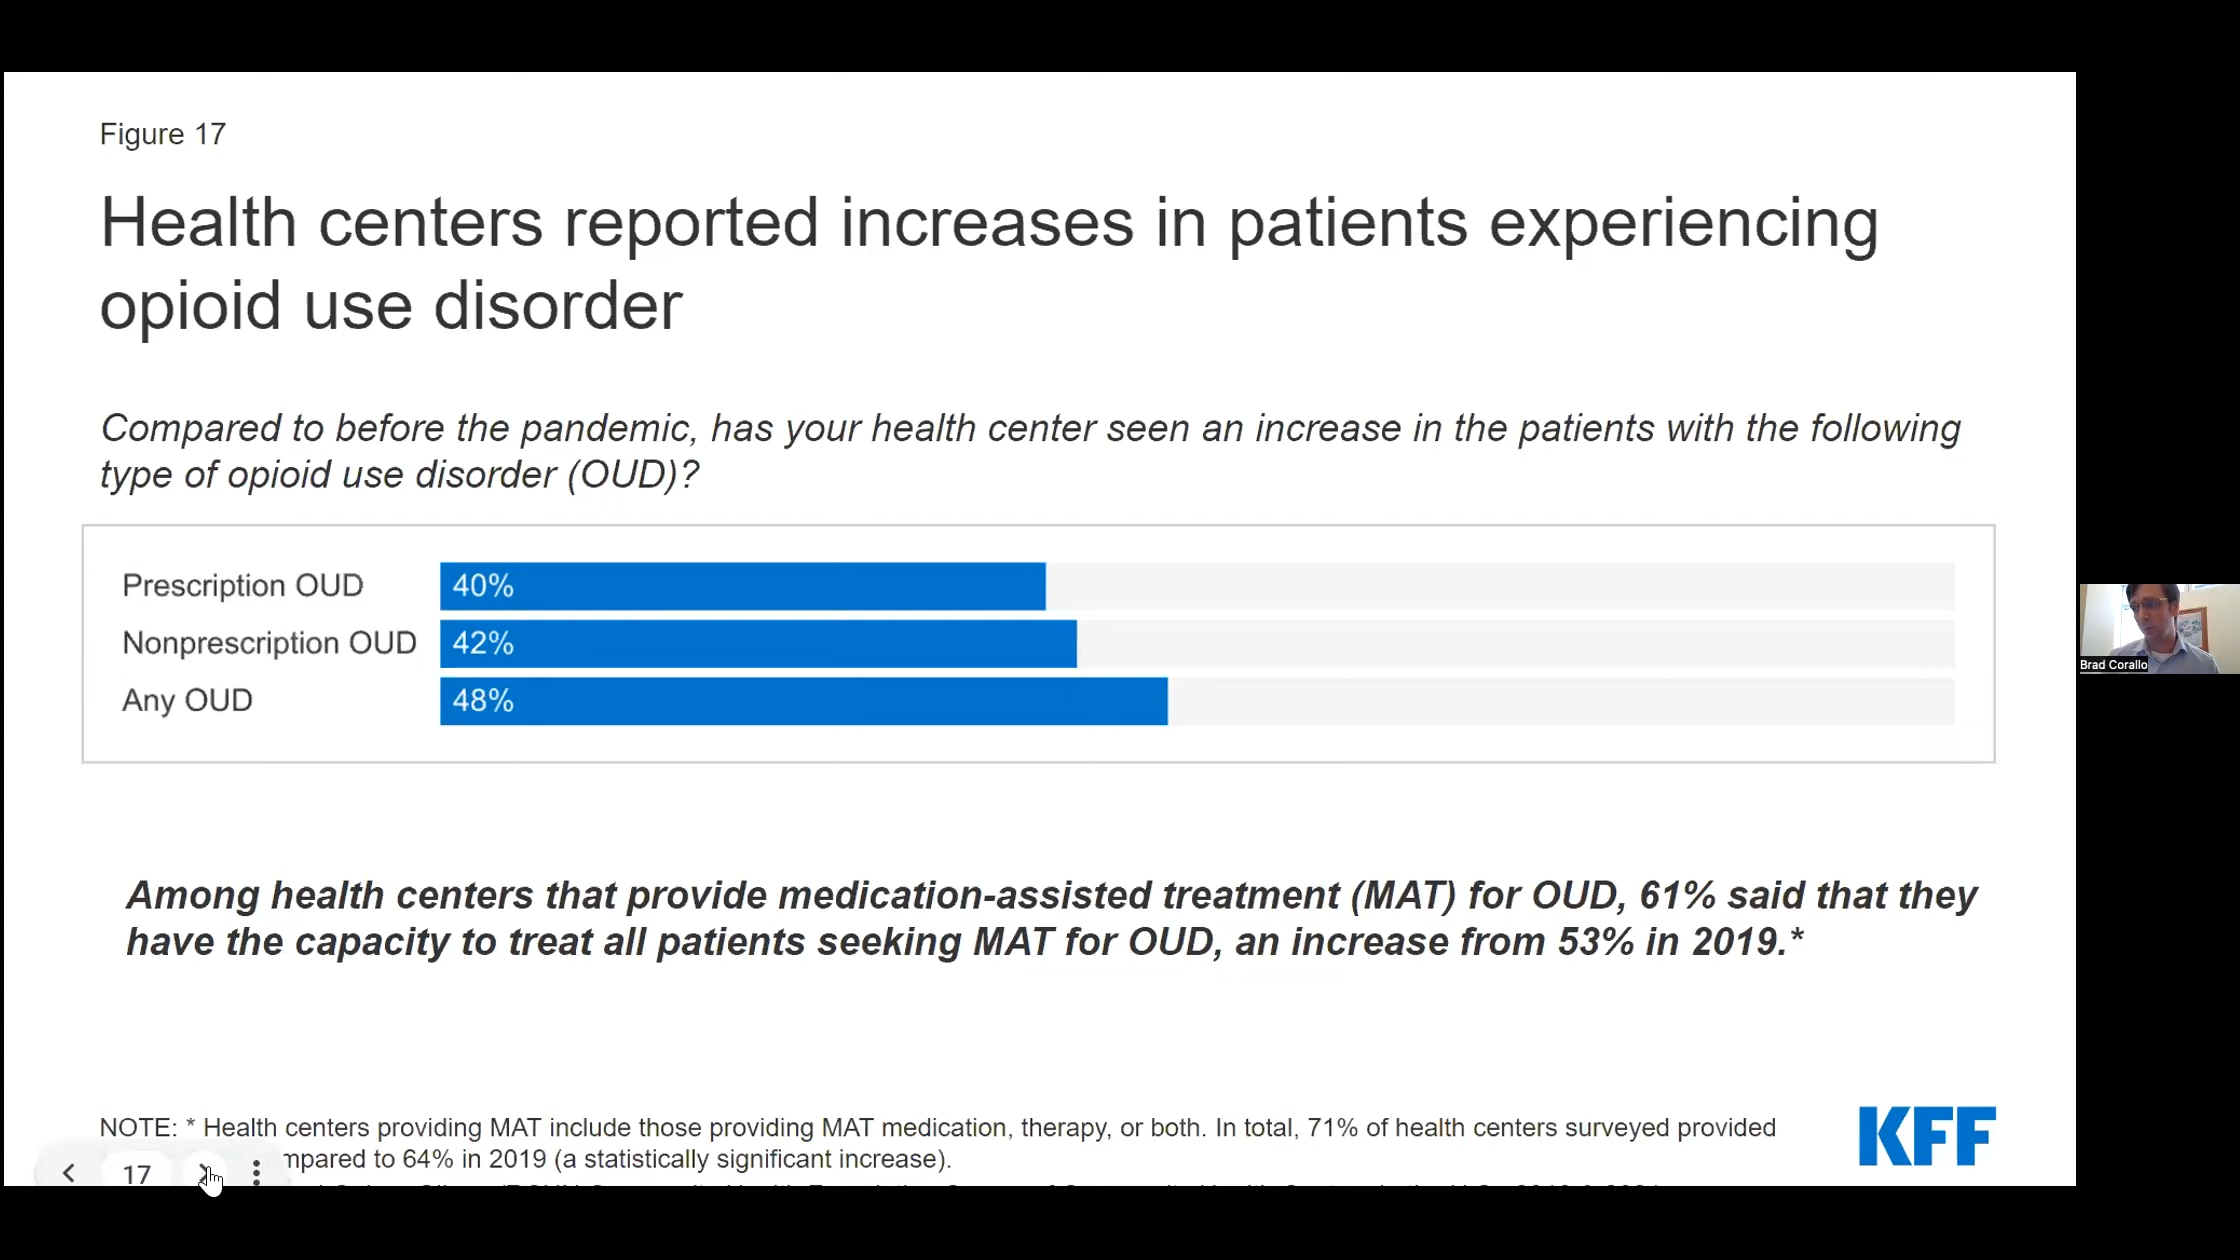 Figure 17
Health centers reported increases in patients experiencing
opioid use disorder
Compared to before the pandemic, has your health center seen an increase in the patients with the following
type of opioid use disorder (OUD)?
Prescription OUD 40%
Nonprescription OUD 42%
Any OUD 48%
Brad Corallo
Among health centers that provide medication-assisted treatment (MAT) for OUD, 61% said that they
have the capacity to treat all patients seeking MAT for OUD, an increase from 53% in 2019.*
NOTE: * Health centers providing MAT include those providing MAT medication, therapy, or both. In total, 71% of health centers surveyed provided
mpared to 64% in 2019 (a statistically significant increase).
KFF
17